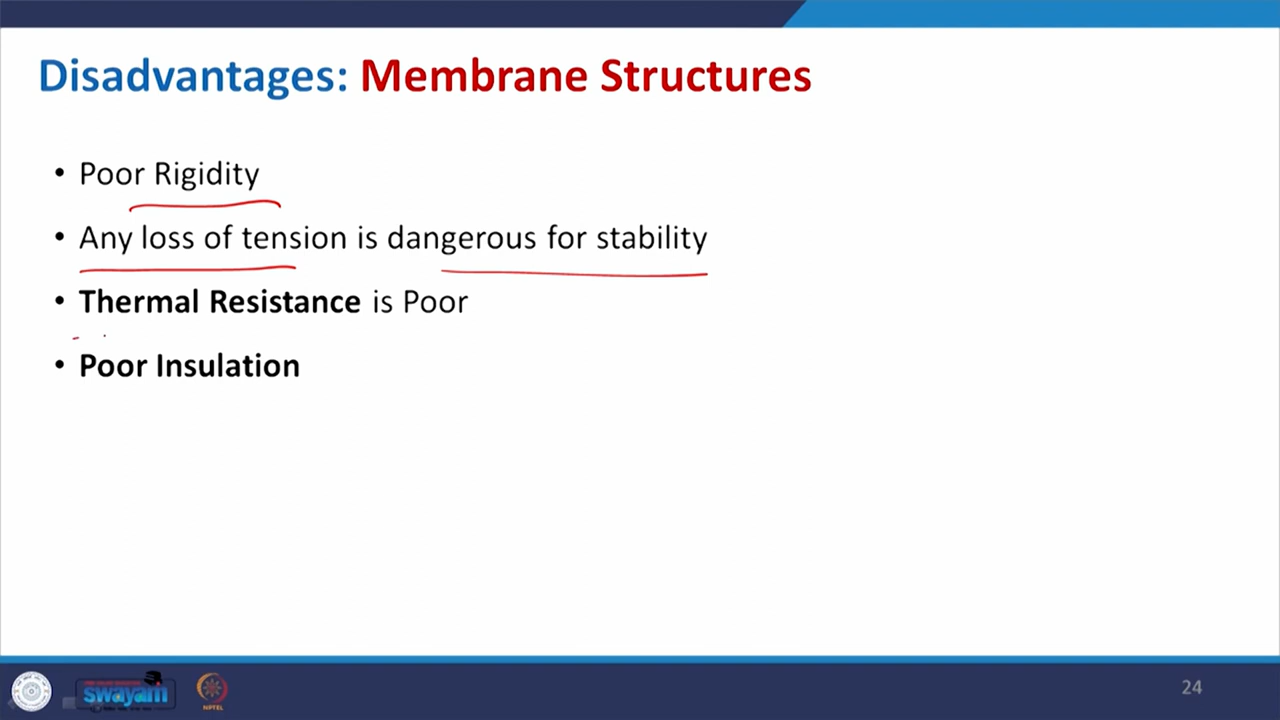 Disadvantages: Membrane Structures
• Poor Rigidity
• Any loss of tension is dangerous for stability
• Thermal Resistance is Poor
• Poor Insulation
swayam
NPTEL
24